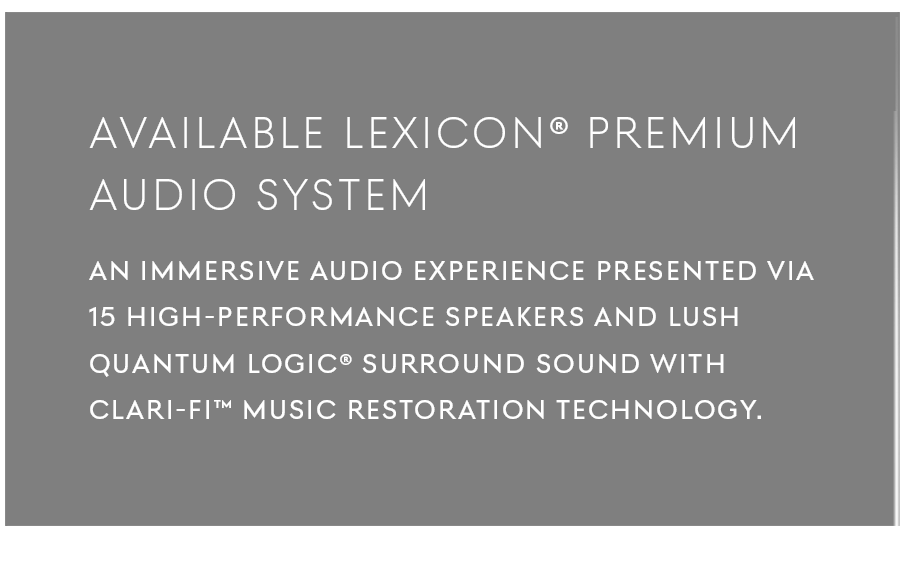 AVAILABLE LEXICON® PREMIUM
AUDIO SYSTEM
AN IMMERSIVE AUDIO EXPERIENCE PRESENTED VIA
15 HIGH-PERFORMANCE SPEAKERS AND LUSH
QUANTUM LOGIC® SURROUND SOUND WITH
CLARI-FI™ MUSIC RESTORATION TECHNOLOGY.